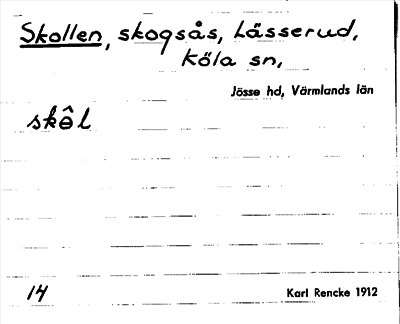 Skollen, skogsås, Lässerud,
Köla sn,
Jösse hd, Värmlands län
skôl
14
Karl Rencke 1912